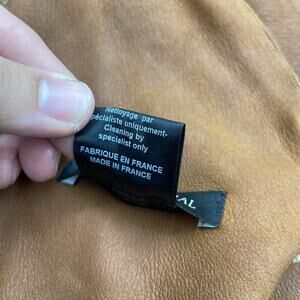 Nettoyage par
spécialiste uniquement-
Cleaning by
specialist only
FABRIQUE EN FRANCE
MADE IN FRANCE